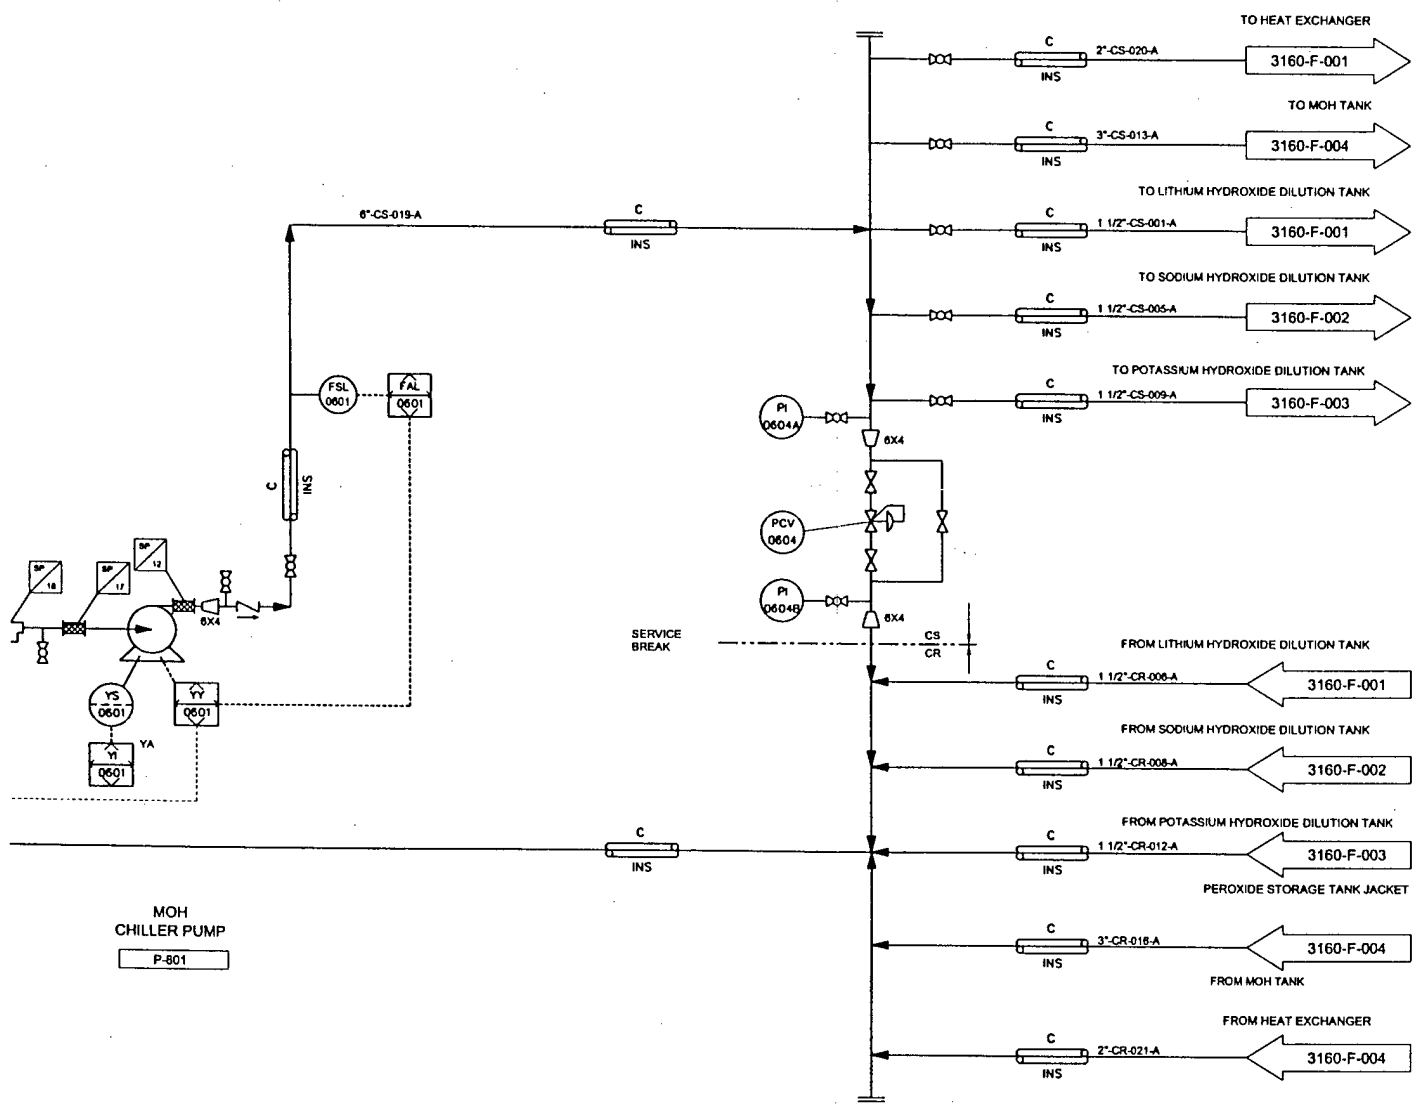 TO HEAT EXCHANGER
C
2"-CS-020-A
3160-F-001
INS
TO MOH TANK
C
3"-CS-013-A
3160-F-004
INS
TO LITHIUM HYDROXIDE DILUTION TANK
6"-CS-019-A
C
INS
C
1 1/2"-CS-001-A
3160-F-001
INS
TO SODIUM HYDROXIDE DILUTION TANK
C
1 1/2"-CS-005-A
3160-F-002
INS
TO POTASSIUM HYDROXIDE DILUTION TANK
C
1 1/2"-CS-009-A
3160-F-003
INS
FSL
0601
FAL
0601
PI
0604A
6X4
C
INS
PCV
0604
SP
12
SP
17
SP
18
6X4
PI
0604B
6X4
SERVICE
BREAK
CS
CR
FROM LITHIUM HYDROXIDE DILUTION TANK
C
1 1/2"-CR-006-A
3160-F-001
INS
YS
0601
YY
0601
YA
YI
0601
FROM SODIUM HYDROXIDE DILUTION TANK
C
1 1/2"-CR-008-A
3160-F-002
INS
FROM POTASSIUM HYDROXIDE DILUTION TANK
C
INS
C
1 1/2"-CR-012-A
3160-F-003
INS
PEROXIDE STORAGE TANK JACKET
MOH
CHILLER PUMP
P-801
C
3"-CR-016-A
3160-F-004
INS
FROM MOH TANK
FROM HEAT EXCHANGER
C
2"-CR-021-A
3160-F-004
INS